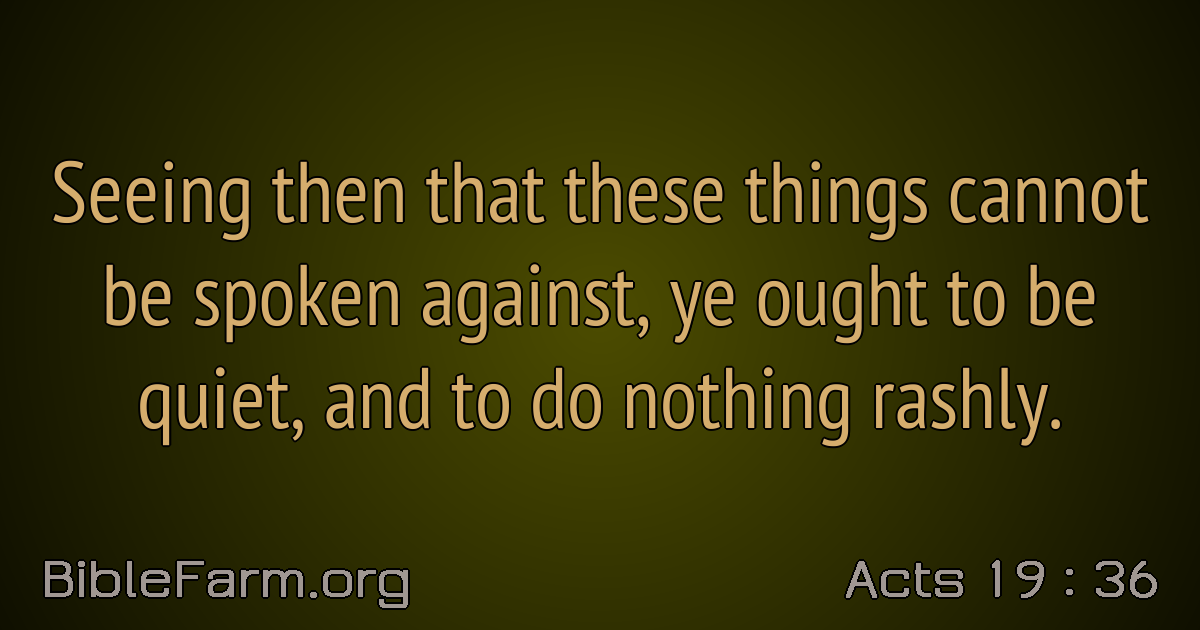 Seeing then that these things cannot
be spoken against, ye ought to be
quiet, and to do nothing rashly.
BibleFarm.org
Acts 19 : 36